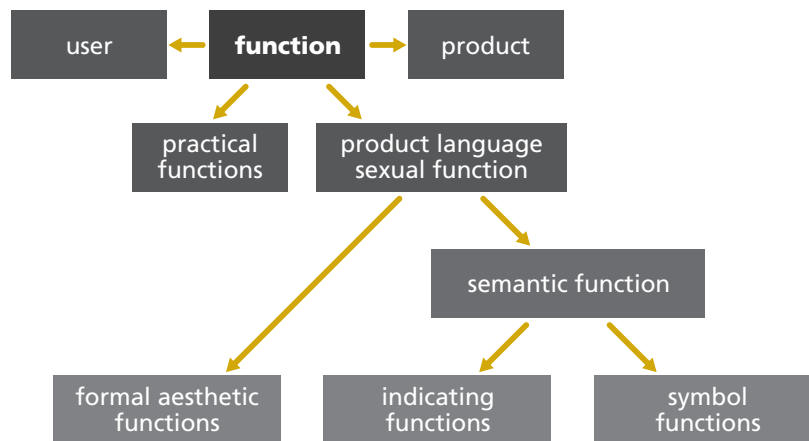 user
function
product
practical
functions
product language
sexual function
semantic function
formal aesthetic
functions
indicating
functions
symbol
functions